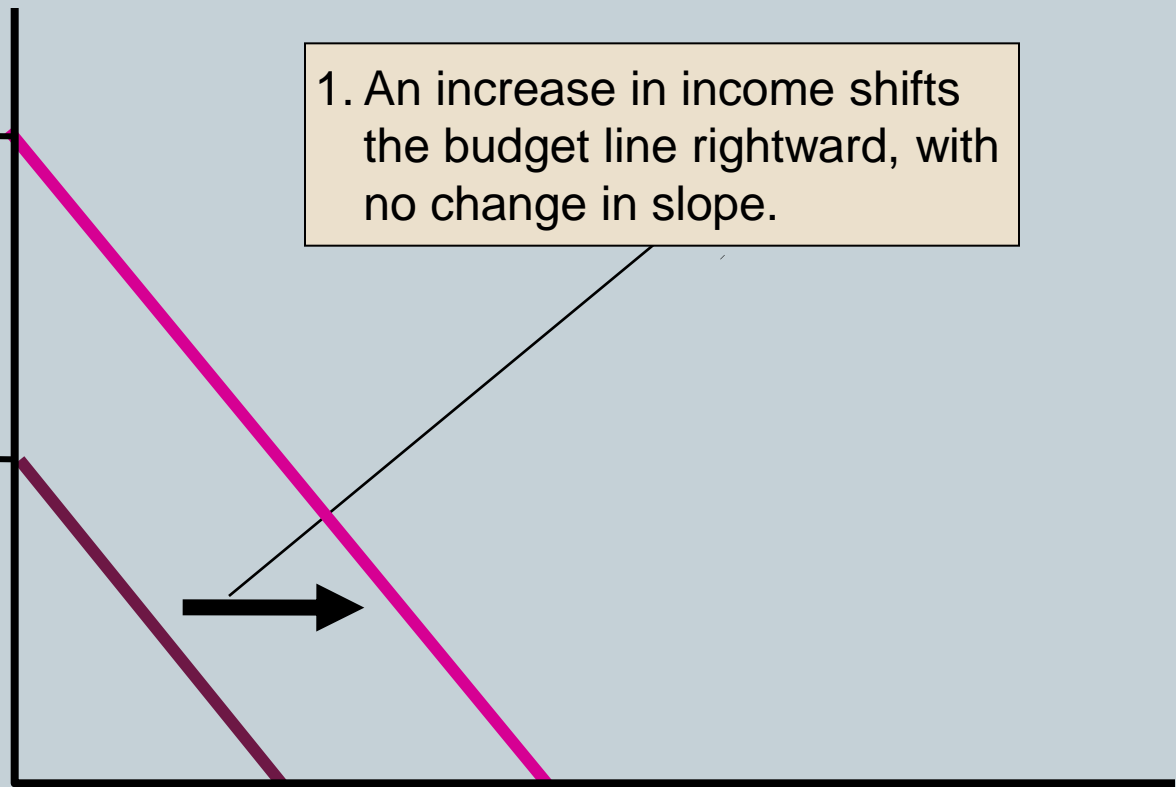 1. An increase in income shifts
the budget line rightward, with
no change in slope.